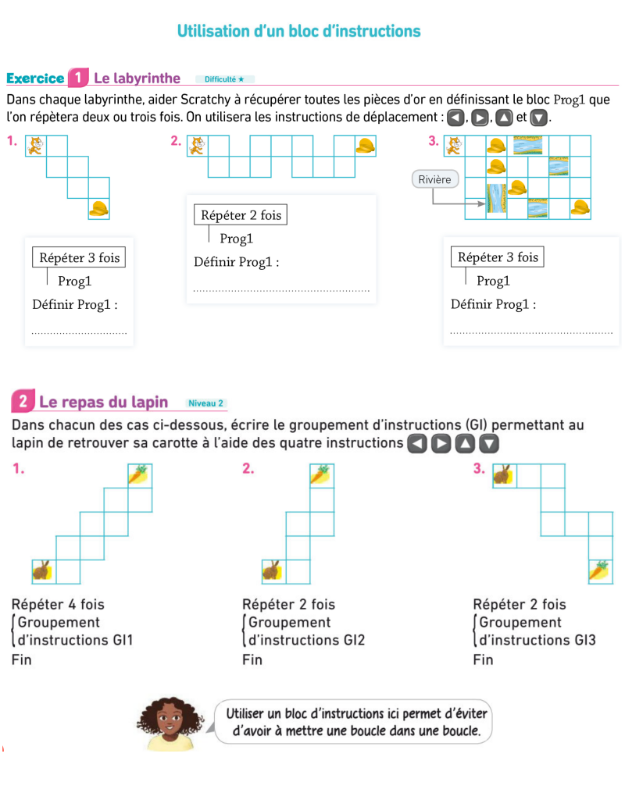 Utilisation d'un bloc d'instructions
Exercice 1 Le labyrinthe Difficulté ★
Dans chaque labyrinthe, aider Scratchy à récupérer toutes les pièces d'or en définissant le bloc Prog1 que
l'on répètera deux ou trois fois. On utilisera les instructions de déplacement : ◀, ▶, ▲ et ▼.
1.
Répéter 3 fois
Prog1
Définir Prog1 :
2.
Répéter 2 fois
Prog1
Définir Prog1 :
3.
Rivière
Répéter 3 fois
Prog1
Définir Prog1 :
2 Le repas du lapin Niveau 2
Dans chacun des cas ci-dessous, écrire le groupement d'instructions (GI) permettant au
lapin de retrouver sa carotte à l'aide des quatre instructions ◀ ▶ ▲ ▼
1.
Répéter 4 fois
Groupement
d'instructions GI1
Fin
2.
Répéter 2 fois
Groupement
d'instructions GI2
Fin
3.
Répéter 2 fois
Groupement
d'instructions GI3
Fin
Utiliser un bloc d'instructions ici permet d'éviter
d'avoir à mettre une boucle dans une boucle.